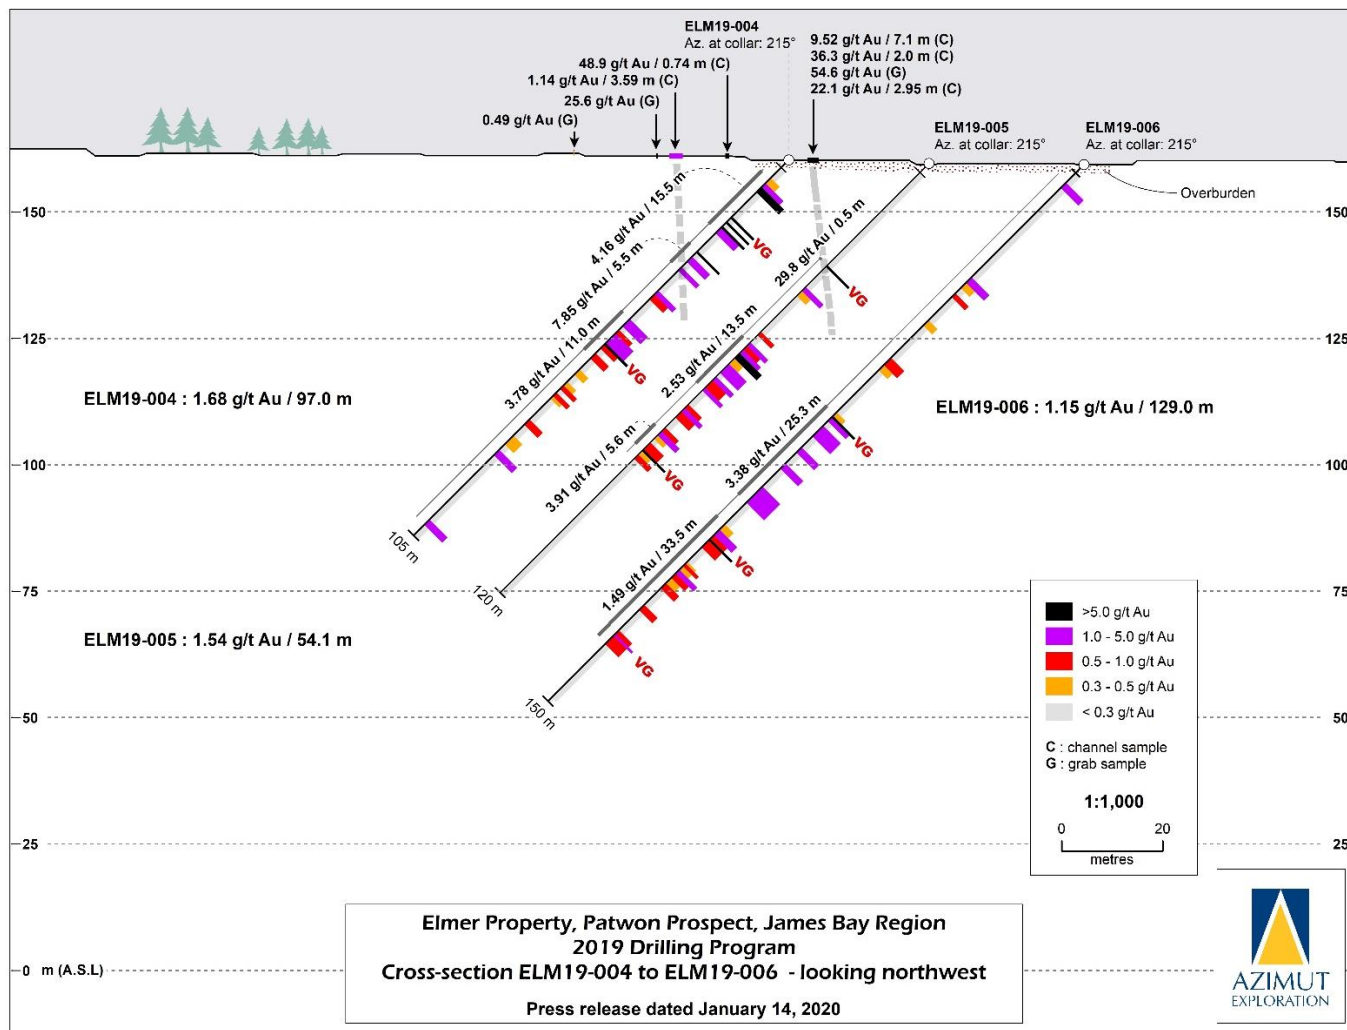 ELM19-004
Az. at collar: 215°
9.52 g/t Au / 7.1 m (C)
36.3 g/t Au / 2.0 m (C)
54.6 g/t Au (G)
22.1 g/t Au / 2.95 m (C)
48.9 g/t Au / 0.74 m (C)
1.14 g/t Au / 3.59 m (C)
25.6 g/t Au (G)
0.49 g/t Au (G)
ELM19-005
Az. at collar: 215°
ELM19-006
Az. at collar: 215°
Overburden
150
150
4.16 g/t Au / 15.5 m
7.85 g/t Au / 5.5 m
3.78 g/t Au / 11.0 m
VG
VG
29.8 g/t Au / 0.5 m
VG
2.53 g/t Au / 13.5 m
3.91 g/t Au / 5.6 m
VG
3.38 g/t Au / 25.3 m
VG
1.49 g/t Au / 33.5 m
VG
VG
125
125
ELM19-004 : 1.68 g/t Au / 97.0 m
ELM19-006 : 1.15 g/t Au / 129.0 m
100
100
105 m
120 m
150 m
75
75
ELM19-005 : 1.54 g/t Au / 54.1 m
50
50
25
25
0 m (A.S.L)
0
>5.0 g/t Au
1.0 - 5.0 g/t Au
0.5 - 1.0 g/t Au
0.3 - 0.5 g/t Au
< 0.3 g/t Au
C : channel sample
G : grab sample
1:1,000
0 20
metres
Elmer Property, Patwon Prospect, James Bay Region
2019 Drilling Program
Cross-section ELM19-004 to ELM19-006 - looking northwest
Press release dated January 14, 2020
AZIMUT
EXPLORATION